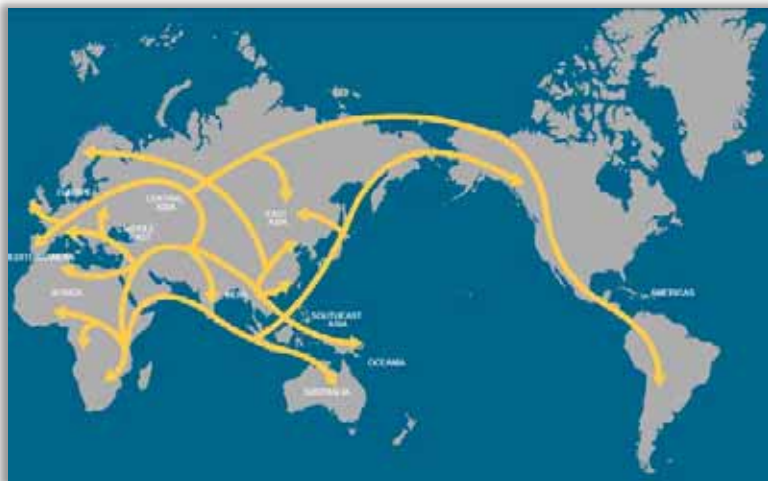 EUROPE
CENTRAL
ASIA
EAST
ASIA
MIDDLE
EAST
AFRICA
INDIA
SOUTHEAST
ASIA
OCEANIA
AUSTRALIA
AMERICAS